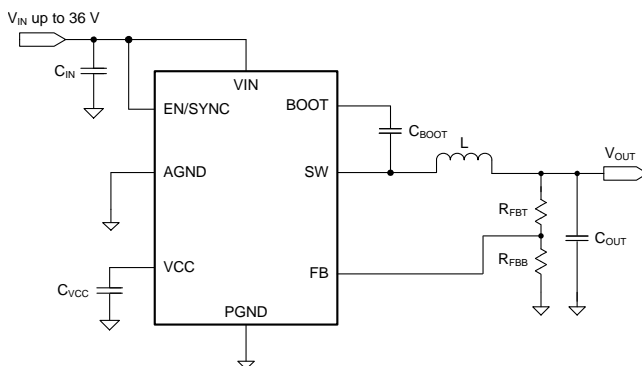 V_IN up to 36 V
C_IN
VIN
EN/SYNC
BOOT
C_BOOT
AGND
SW
L
V_OUT
R_FBT
C_OUT
R_FBB
VCC
FB
C_VCC
PGND